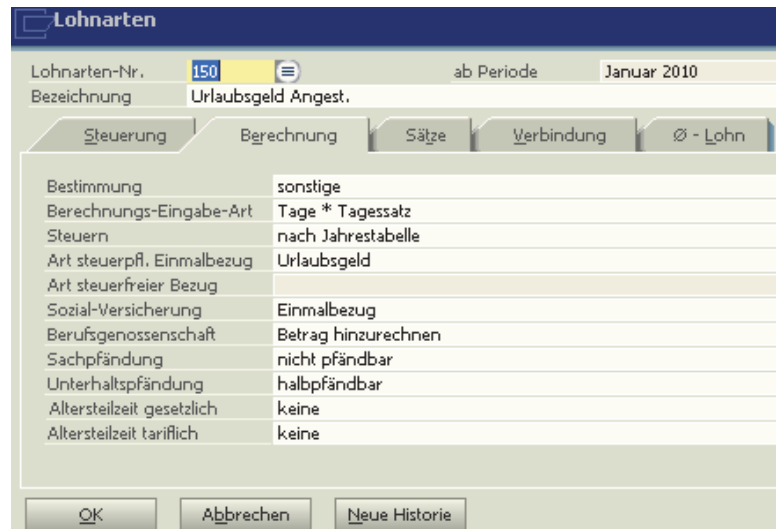 Lohnarten
Lohnarten-Nr. 150 ab Periode Januar 2010
Bezeichnung Urlaubsgeld Angest.
Steuerung Berechnung Sätze Verbindung Ø - Lohn
Bestimmung sonstige
Berechnungs-Eingabe-Art Tage * Tagessatz
Steuern nach Jahrestabelle
Art steuerpfl. Einmalbezug Urlaubsgeld
Art steuerfreier Bezug
Sozial-Versicherung Einmalbezug
Berufsgenossenschaft Betrag hinzurechnen
Sachpfändung nicht pfändbar
Unterhaltspfändung halbpfändbar
Altersteilzeit gesetzlich keine
Altersteilzeit tariflich keine
OK Abbrechen Neue Historie